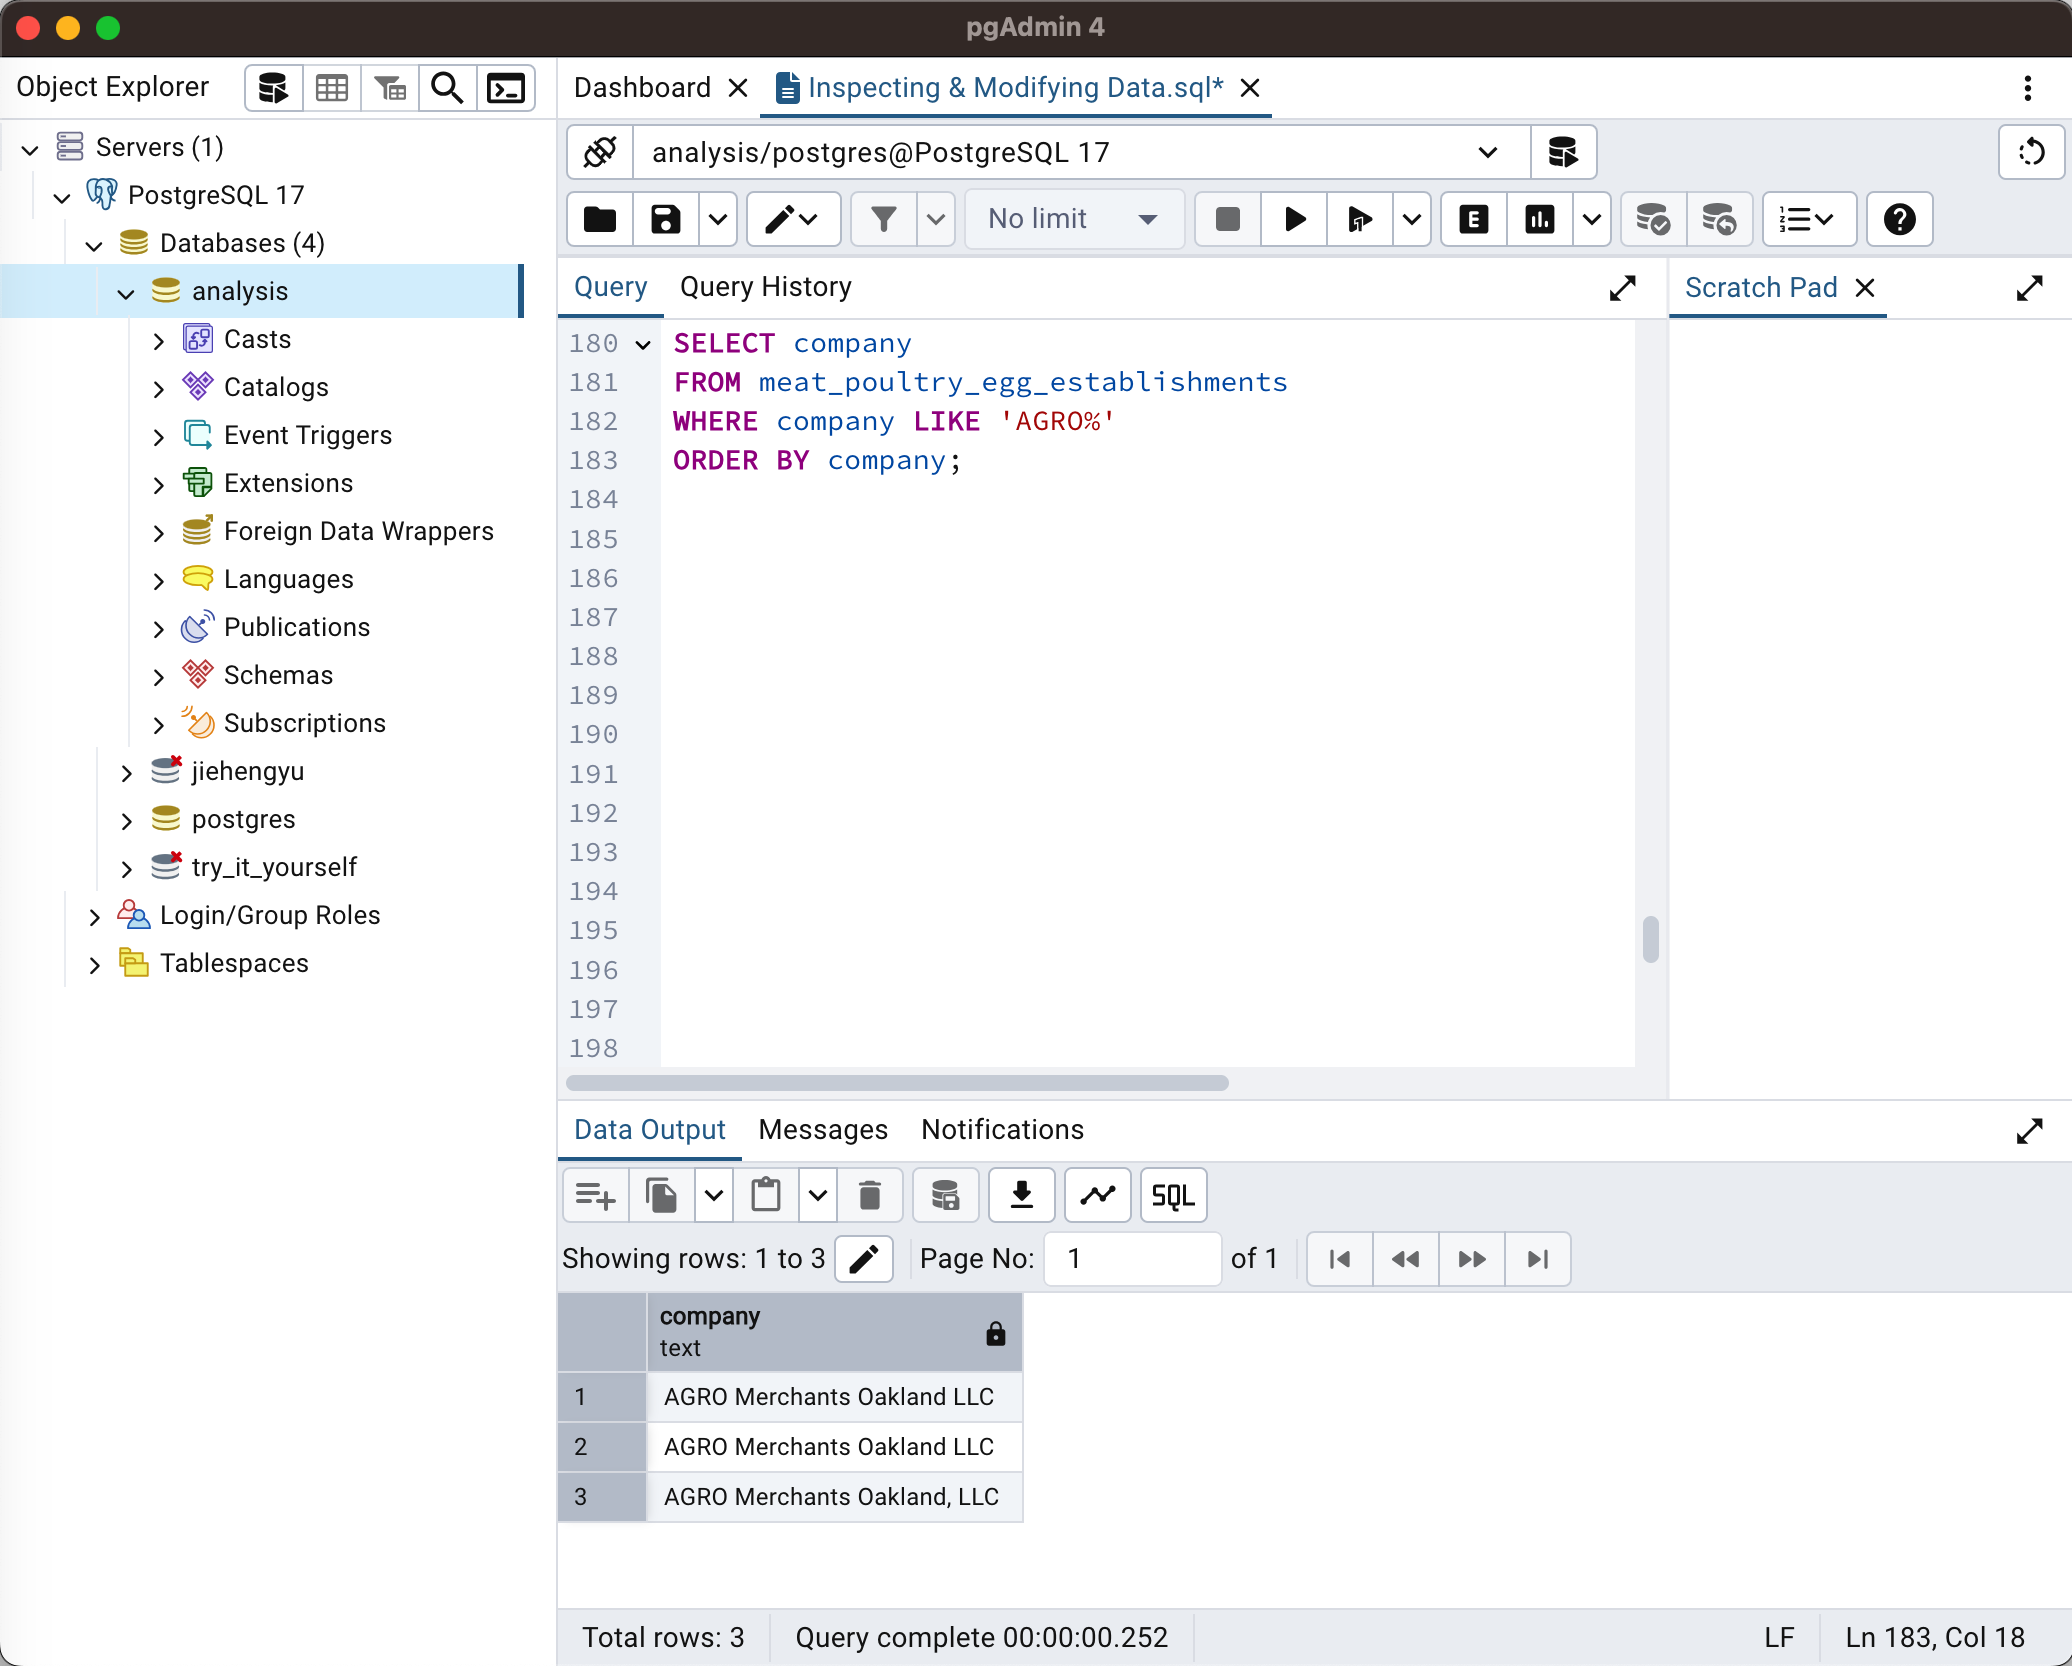 pgAdmin 4
Object Explorer
Servers (1)
PostgreSQL 17
Databases (4)
analysis
Casts
Catalogs
Event Triggers
Extensions
Foreign Data Wrappers
Languages
Publications
Schemas
Subscriptions
jiehengyu
postgres
try_it_yourself
Login/Group Roles
Tablespaces
Dashboard
Inspecting & Modifying Data.sql*
analysis/postgres@PostgreSQL 17
No limit
E
Query
Query History
Scratch Pad
180 SELECT company
181 FROM meat_poultry_egg_establishments
182 WHERE company LIKE 'AGRO%'
183 ORDER BY company;
184
185
186
187
188
189
190
191
192
193
194
195
196
197
198
Data Output
Messages
Notifications
SQL
Showing rows: 1 to 3
Page No: 1 of 1
company
text
1 AGRO Merchants Oakland LLC
2 AGRO Merchants Oakland LLC
3 AGRO Merchants Oakland, LLC
Total rows: 3
Query complete 00:00:00.252
LF
Ln 183, Col 18